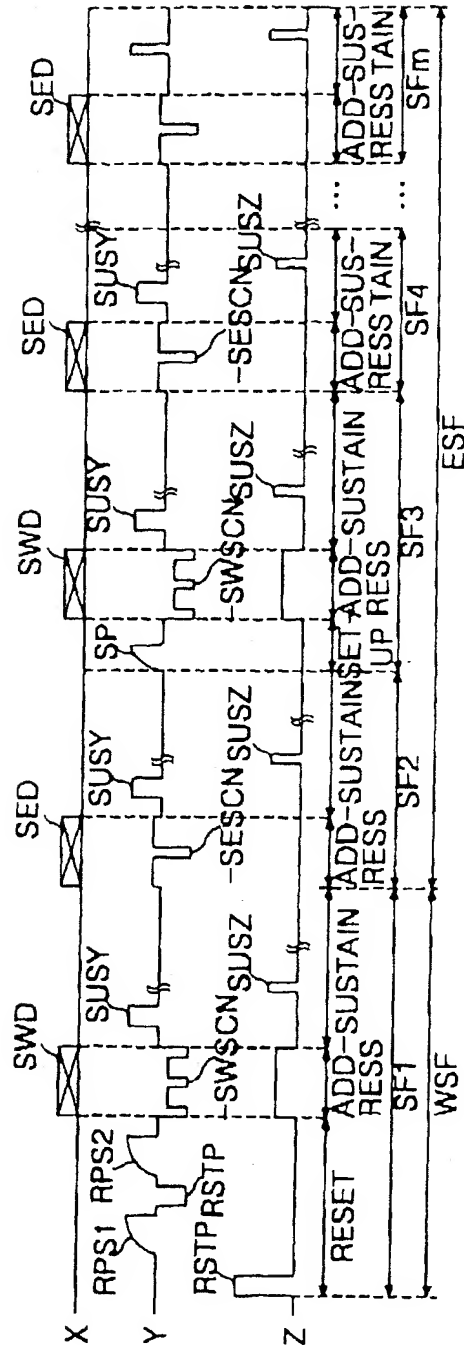 SWD SED SWD SED SED
X
RPS1 RPS2 SUSY SUSY SP SUSY SUSY
Y
RSTP -SWSCN -SESCN -SWSCN -SESCN
RSTP SUSZ SUSZ SUSZ SUSZ
Z
RESET ADD-RESS SUSTAIN ADD-RESS SUSTAIN SET UP ADD-RESS SUSTAIN ADD-RESS SUS-TAIN ... ADD-RESS SUS-TAIN
SF1 SF2 SF3 SF4 ... SFm
WSF ESF